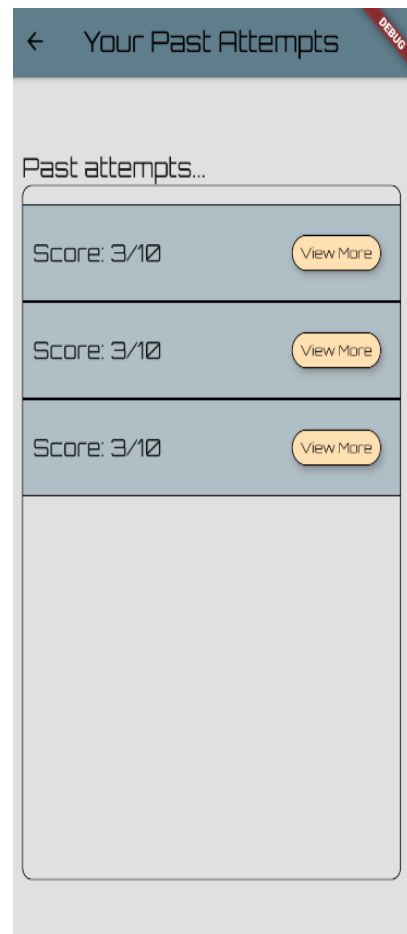 Your Past Attempts
DEBUG
Past attempts...
Score: 3/10
View More
Score: 3/10
View More
Score: 3/10
View More